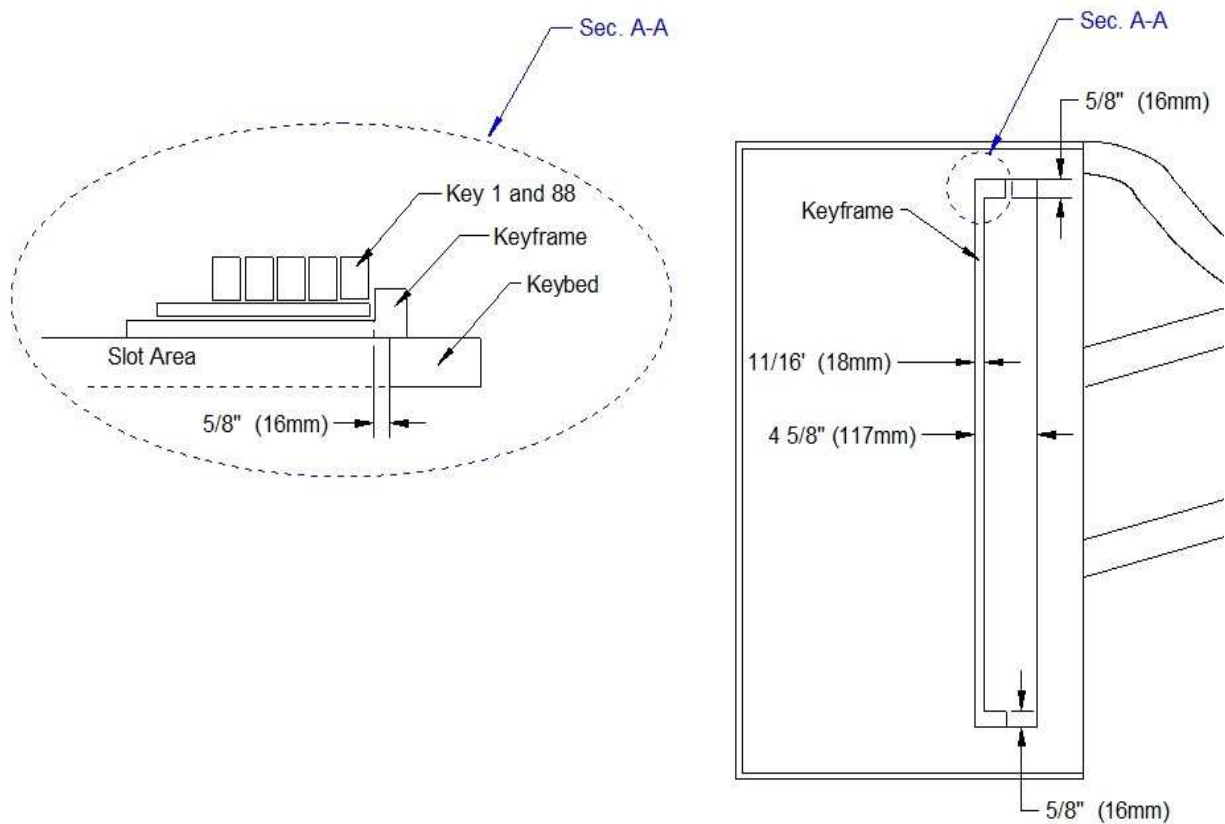 Sec. A-A
Key 1 and 88
Keyframe
Keybed
Slot Area
5/8" (16mm)
Sec. A-A
5/8" (16mm)
Keyframe
11/16' (18mm)
4 5/8" (117mm)
5/8" (16mm)